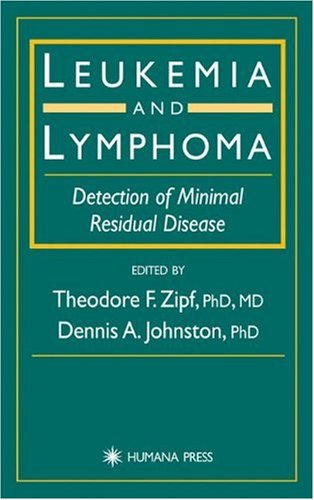 LEUKEMIA
AND
LYMPHOMA
Detection of Minimal
Residual Disease
EDITED BY
Theodore F. Zipf, PhD, MD
Dennis A. Johnston, PhD
HUMANA PRESS